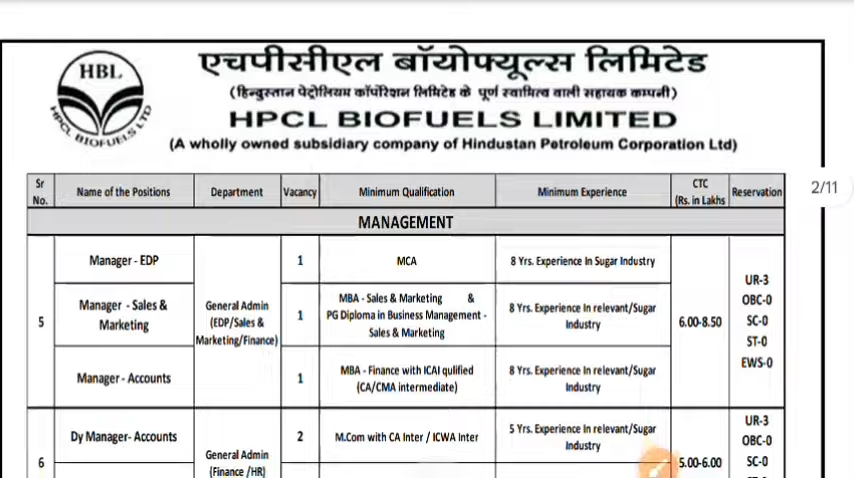 HBL
HPCL BIOFUELS LTD
एचपीसीएल बॉयोफ्यूल्स लिमिटेड
(हिन्दुस्तान पेट्रोलियम कॉर्पोरेशन लिमिटेड के पूर्ण स्वामित्व वाली सहायक कम्पनी)
HPCL BIOFUELS LIMITED
(A wholly owned subsidiary company of Hindustan Petroleum Corporation Ltd)
2/11
Sr No. Name of the Positions Department Vacancy Minimum Qualification Minimum Experience CTC (Rs. in Lakhs Reservation
MANAGEMENT
5
Manager - EDP
1
MCA
8 Yrs. Experience In Sugar Industry
Manager - Sales &
Marketing
General Admin
(EDP/Sales &
Marketing/Finance)
1
MBA - Sales & Marketing &
PG Diploma in Business Management -
Sales & Marketing
8 Yrs. Experience In relevant/Sugar
Industry
6.00-8.50
UR-3
OBC-0
SC-0
ST-0
EWS-0
Manager - Accounts
1
MBA - Finance with ICAI qulified
(CA/CMA intermediate)
8 Yrs. Experience In relevant/Sugar
Industry
6
Dy Manager- Accounts
General Admin
(Finance /HR)
2
M.Com with CA Inter / ICWA Inter
5 Yrs. Experience In relevant/Sugar
Industry
5.00-6.00
UR-3
OBC-0
SC-0